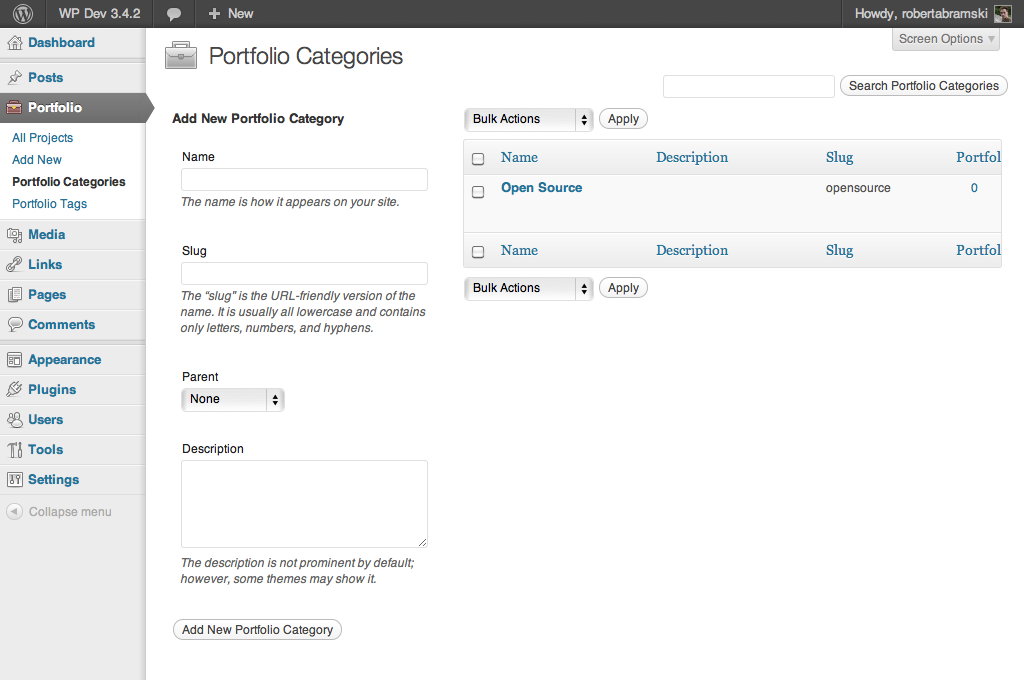 WP Dev 3.4.2
New
Howdy, robertabramski
Dashboard
Posts
Portfolio
All Projects
Add New
Portfolio Categories
Portfolio Tags
Media
Links
Pages
Comments
Appearance
Plugins
Users
Tools
Settings
Collapse menu
Screen Options
Portfolio Categories
Search Portfolio Categories
Add New Portfolio Category
Name
The name is how it appears on your site.
Slug
The “slug” is the URL-friendly version of the
name. It is usually all lowercase and contains
only letters, numbers, and hyphens.
Parent
None
Description
The description is not prominent by default;
however, some themes may show it.
Add New Portfolio Category
Bulk Actions Apply
Name Description Slug Portfol
Open Source opensource 0
Name Description Slug Portfol
Bulk Actions Apply